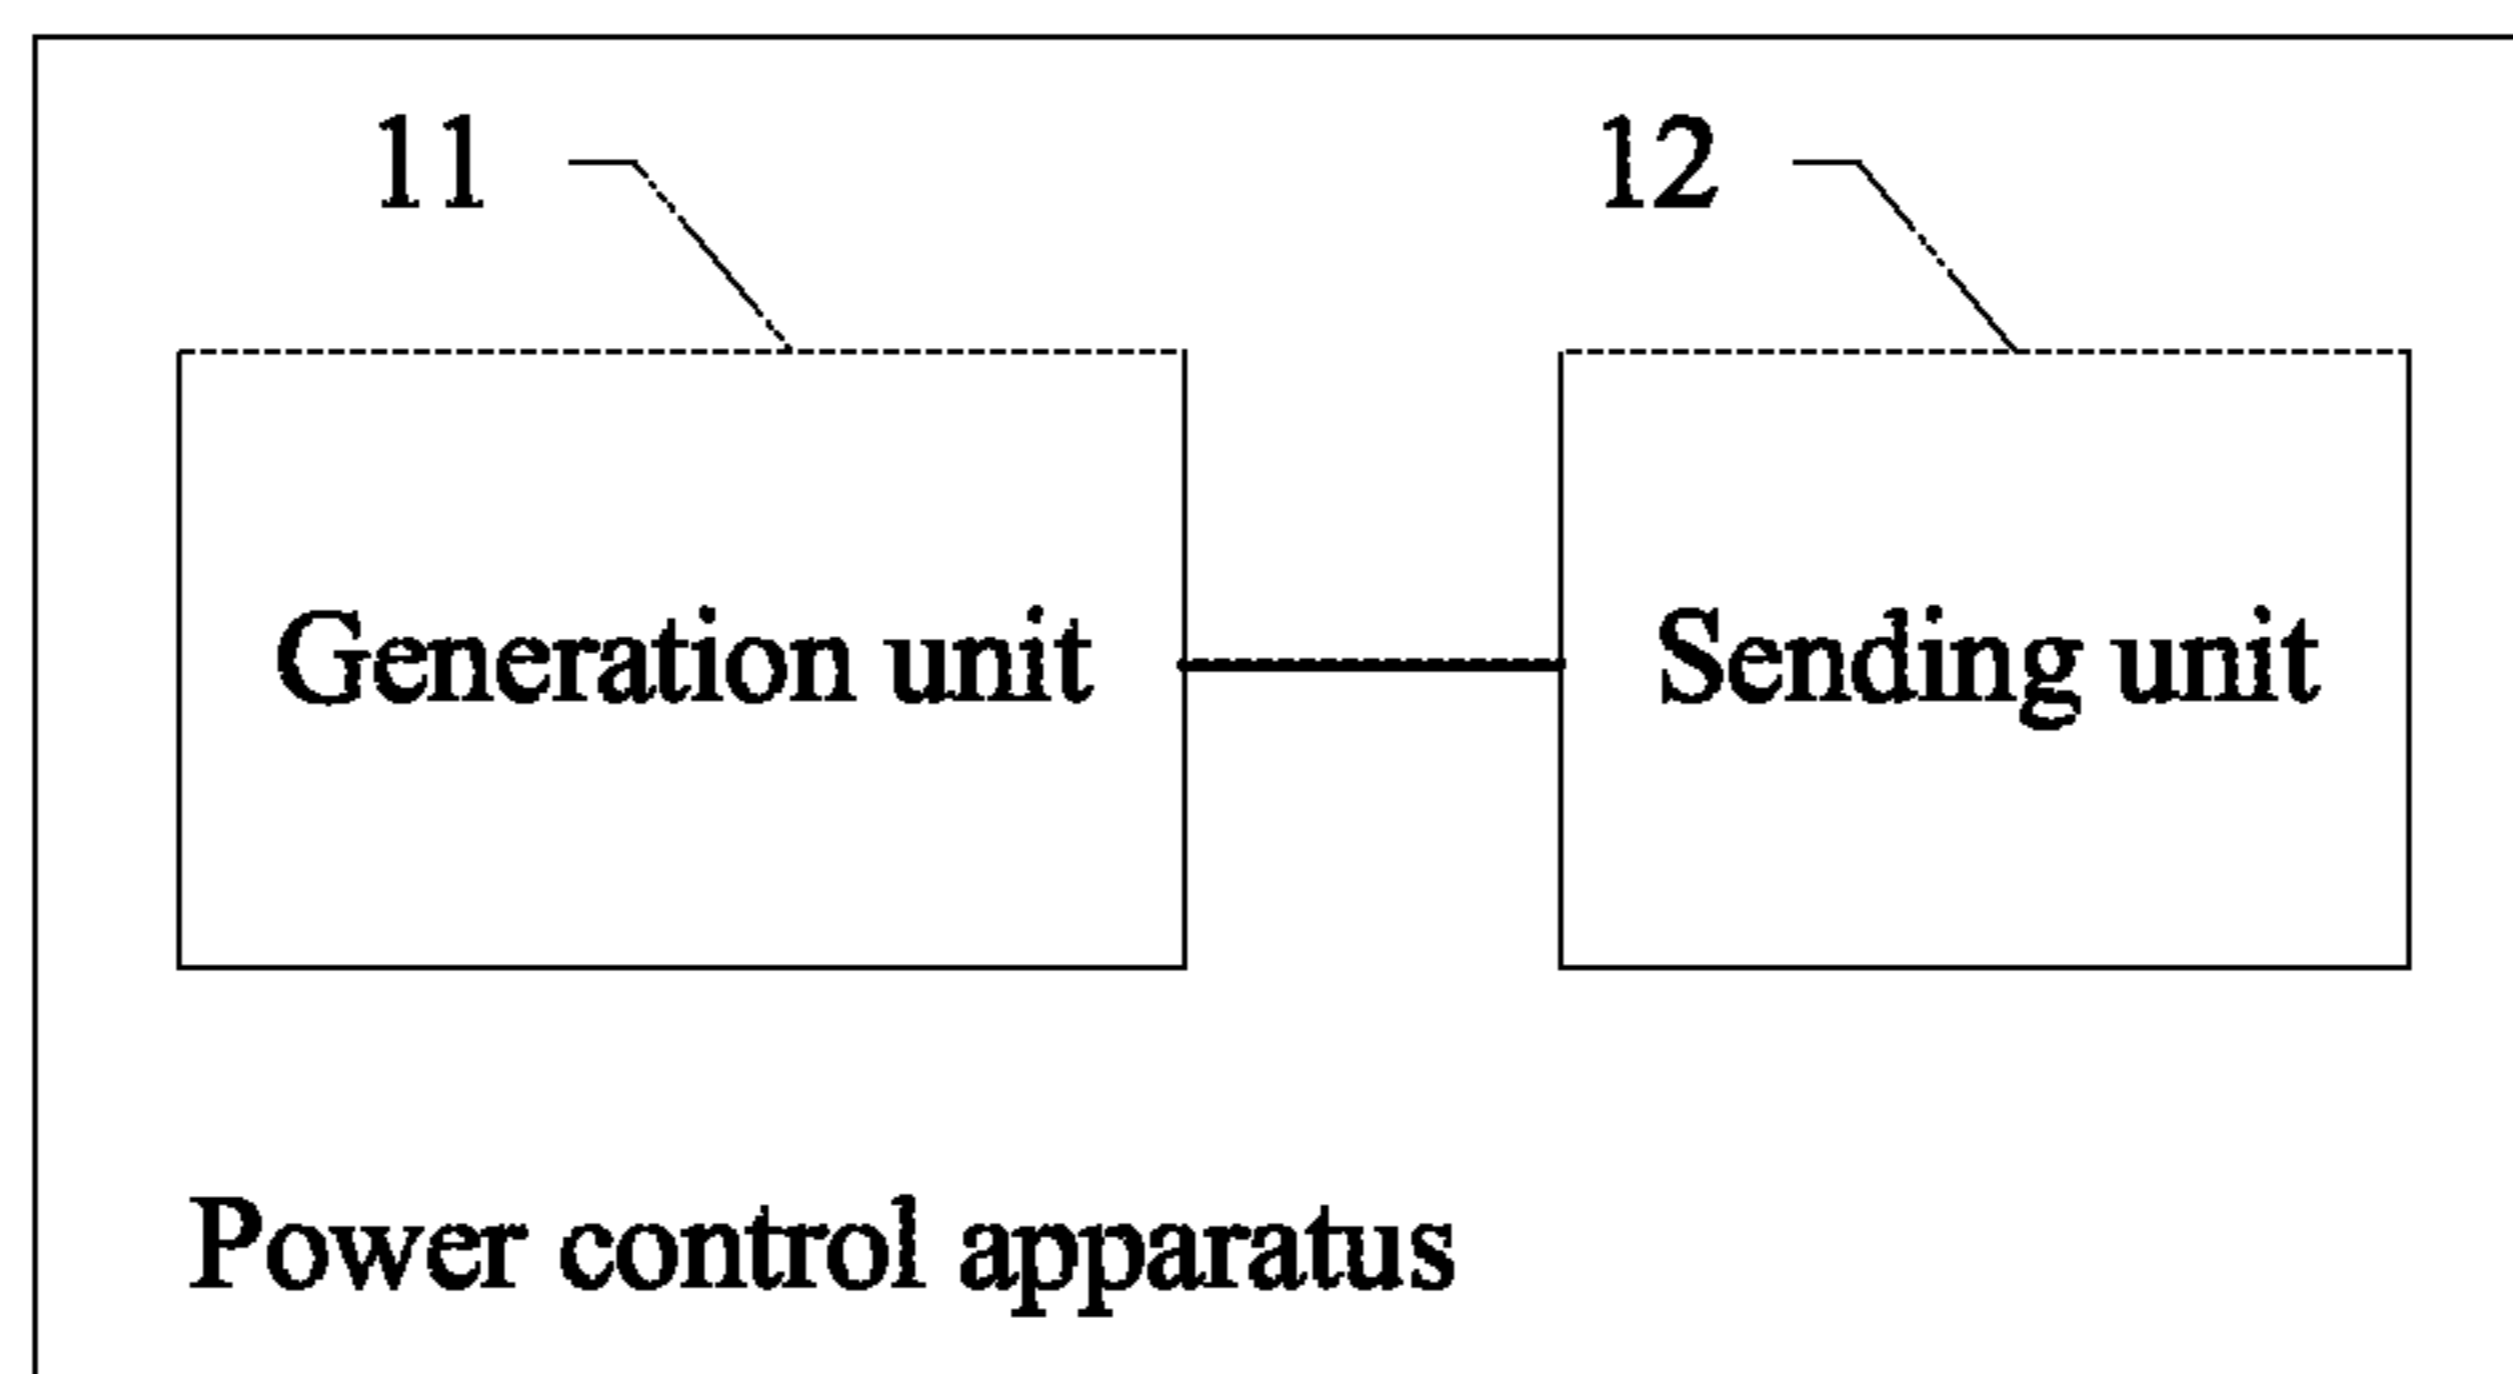 11
12
Generation unit
Sending unit
Power control apparatus